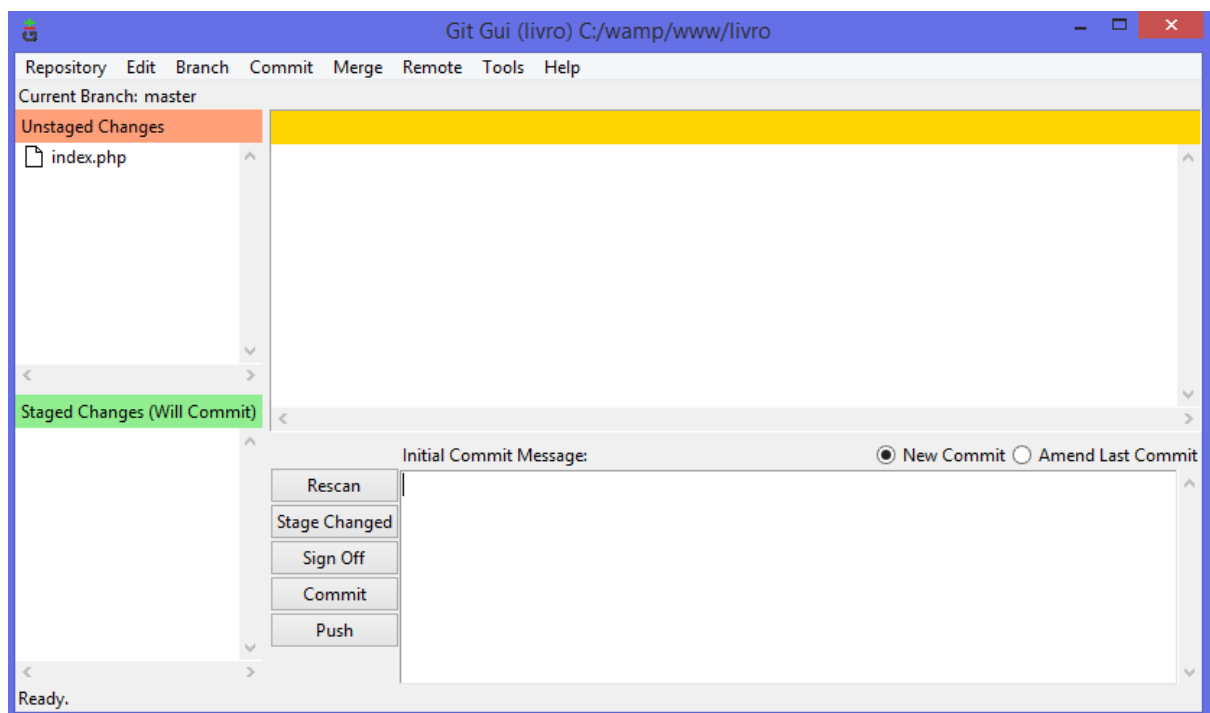 Git Gui (livro) C:/wamp/www/livro
Repository Edit Branch Commit Merge Remote Tools Help
Current Branch: master
Unstaged Changes
index.php
Staged Changes (Will Commit)
Initial Commit Message:
New Commit
Amend Last Commit
Rescan
Stage Changed
Sign Off
Commit
Push
Ready.